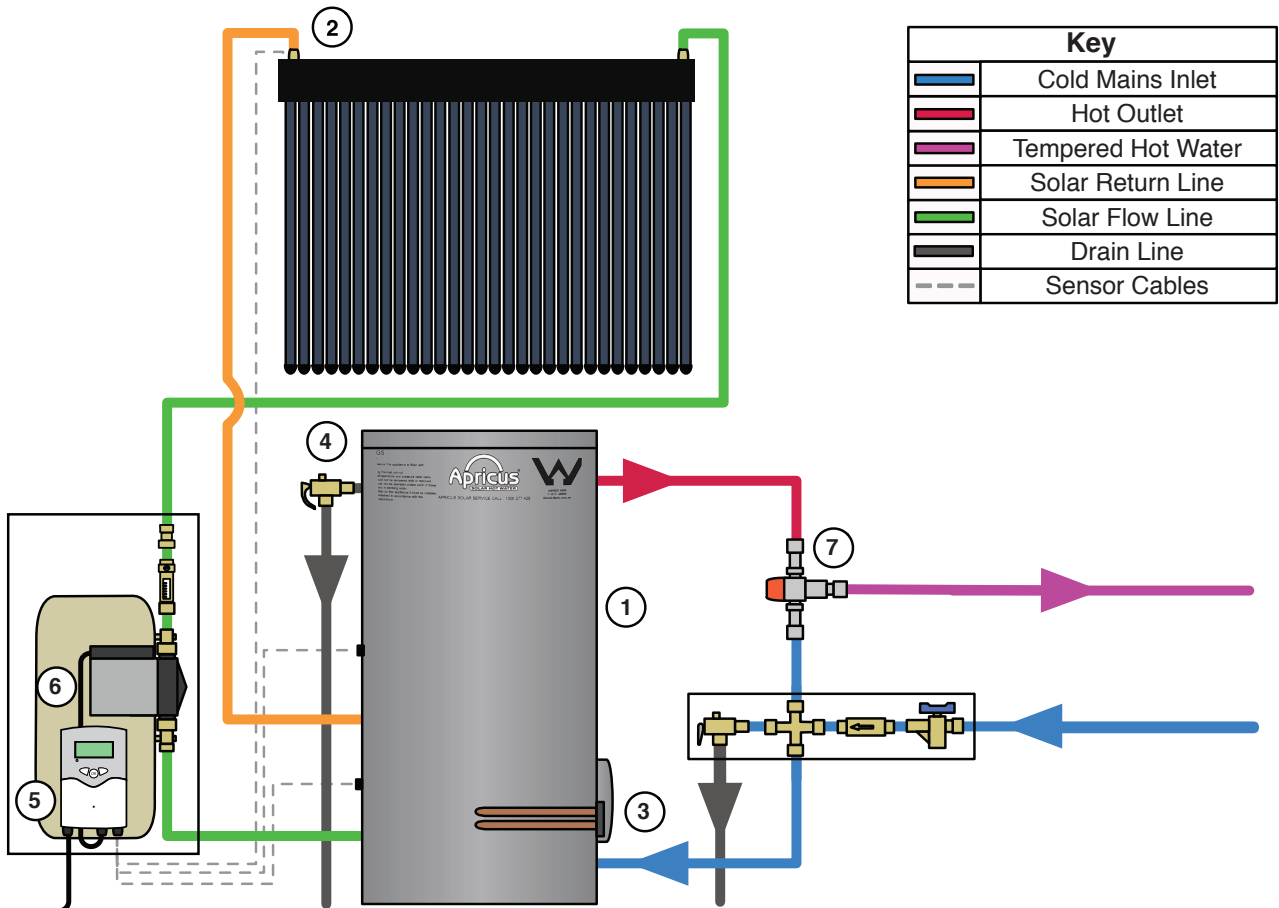 2
Key
Cold Mains Inlet
Hot Outlet
Tempered Hot Water
Solar Return Line
Solar Flow Line
Drain Line
Sensor Cables
4
Apricus
SOLAR HOT WATER
APRICUS SOLAR SERVICE CALL: 1300 277 428
7
1
6
5
3